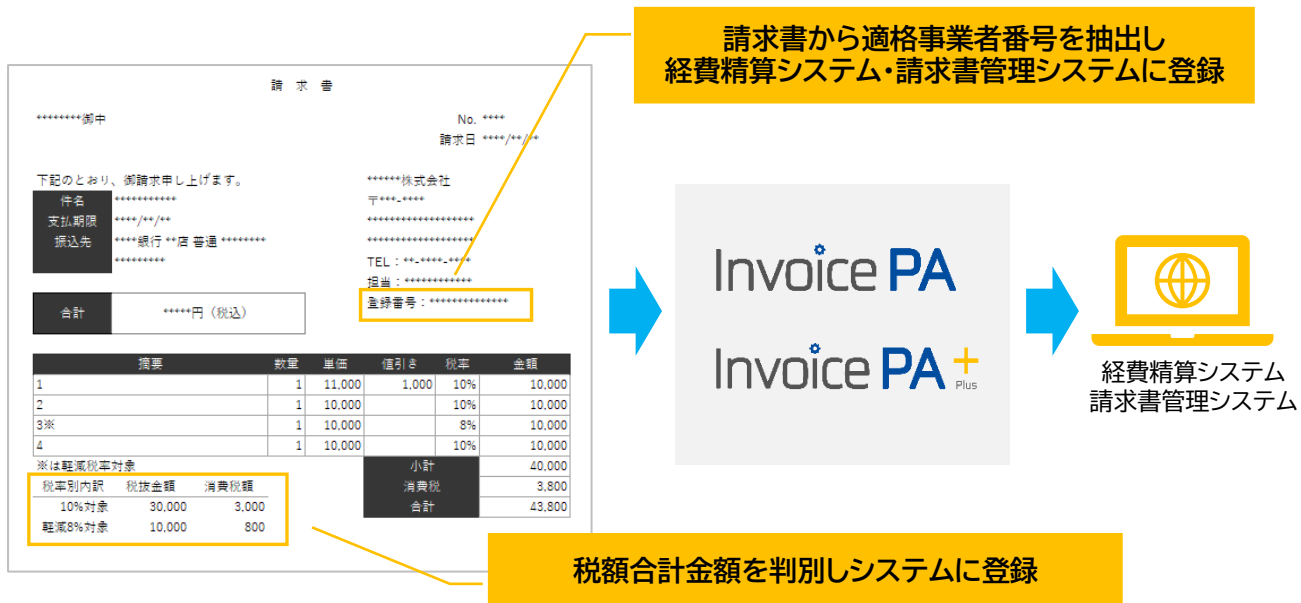 請求書から適格事業者番号を抽出し
経費精算システム・請求書管理システムに登録
請 求 書
********御中
No. ****
請求日 ****/**/**
下記のとおり、御請求申し上げます。
件名 ***********
支払期限 ****/**/**
振込先 ****銀行 **店 普通 ********
*********
******株式会社
〒***-****
********************
********************
TEL：**-****-****
担当：************
登録番号：**************
合計 *****円（税込）
摘要 数量 単価 値引き 税率 金額
1 1 11,000 1,000 10% 10,000
2 1 10,000 10% 10,000
3※ 1 10,000 8% 10,000
4 1 10,000 10% 10,000
※は軽減税率対象
小計 40,000
消費税 3,800
合計 43,800
税率別内訳 税抜金額 消費税額
10%対象 30,000 3,000
軽減8%対象 10,000 800
Invoice PA
Invoice PA + Plus
経費精算システム
請求書管理システム
税額合計金額を判別しシステムに登録